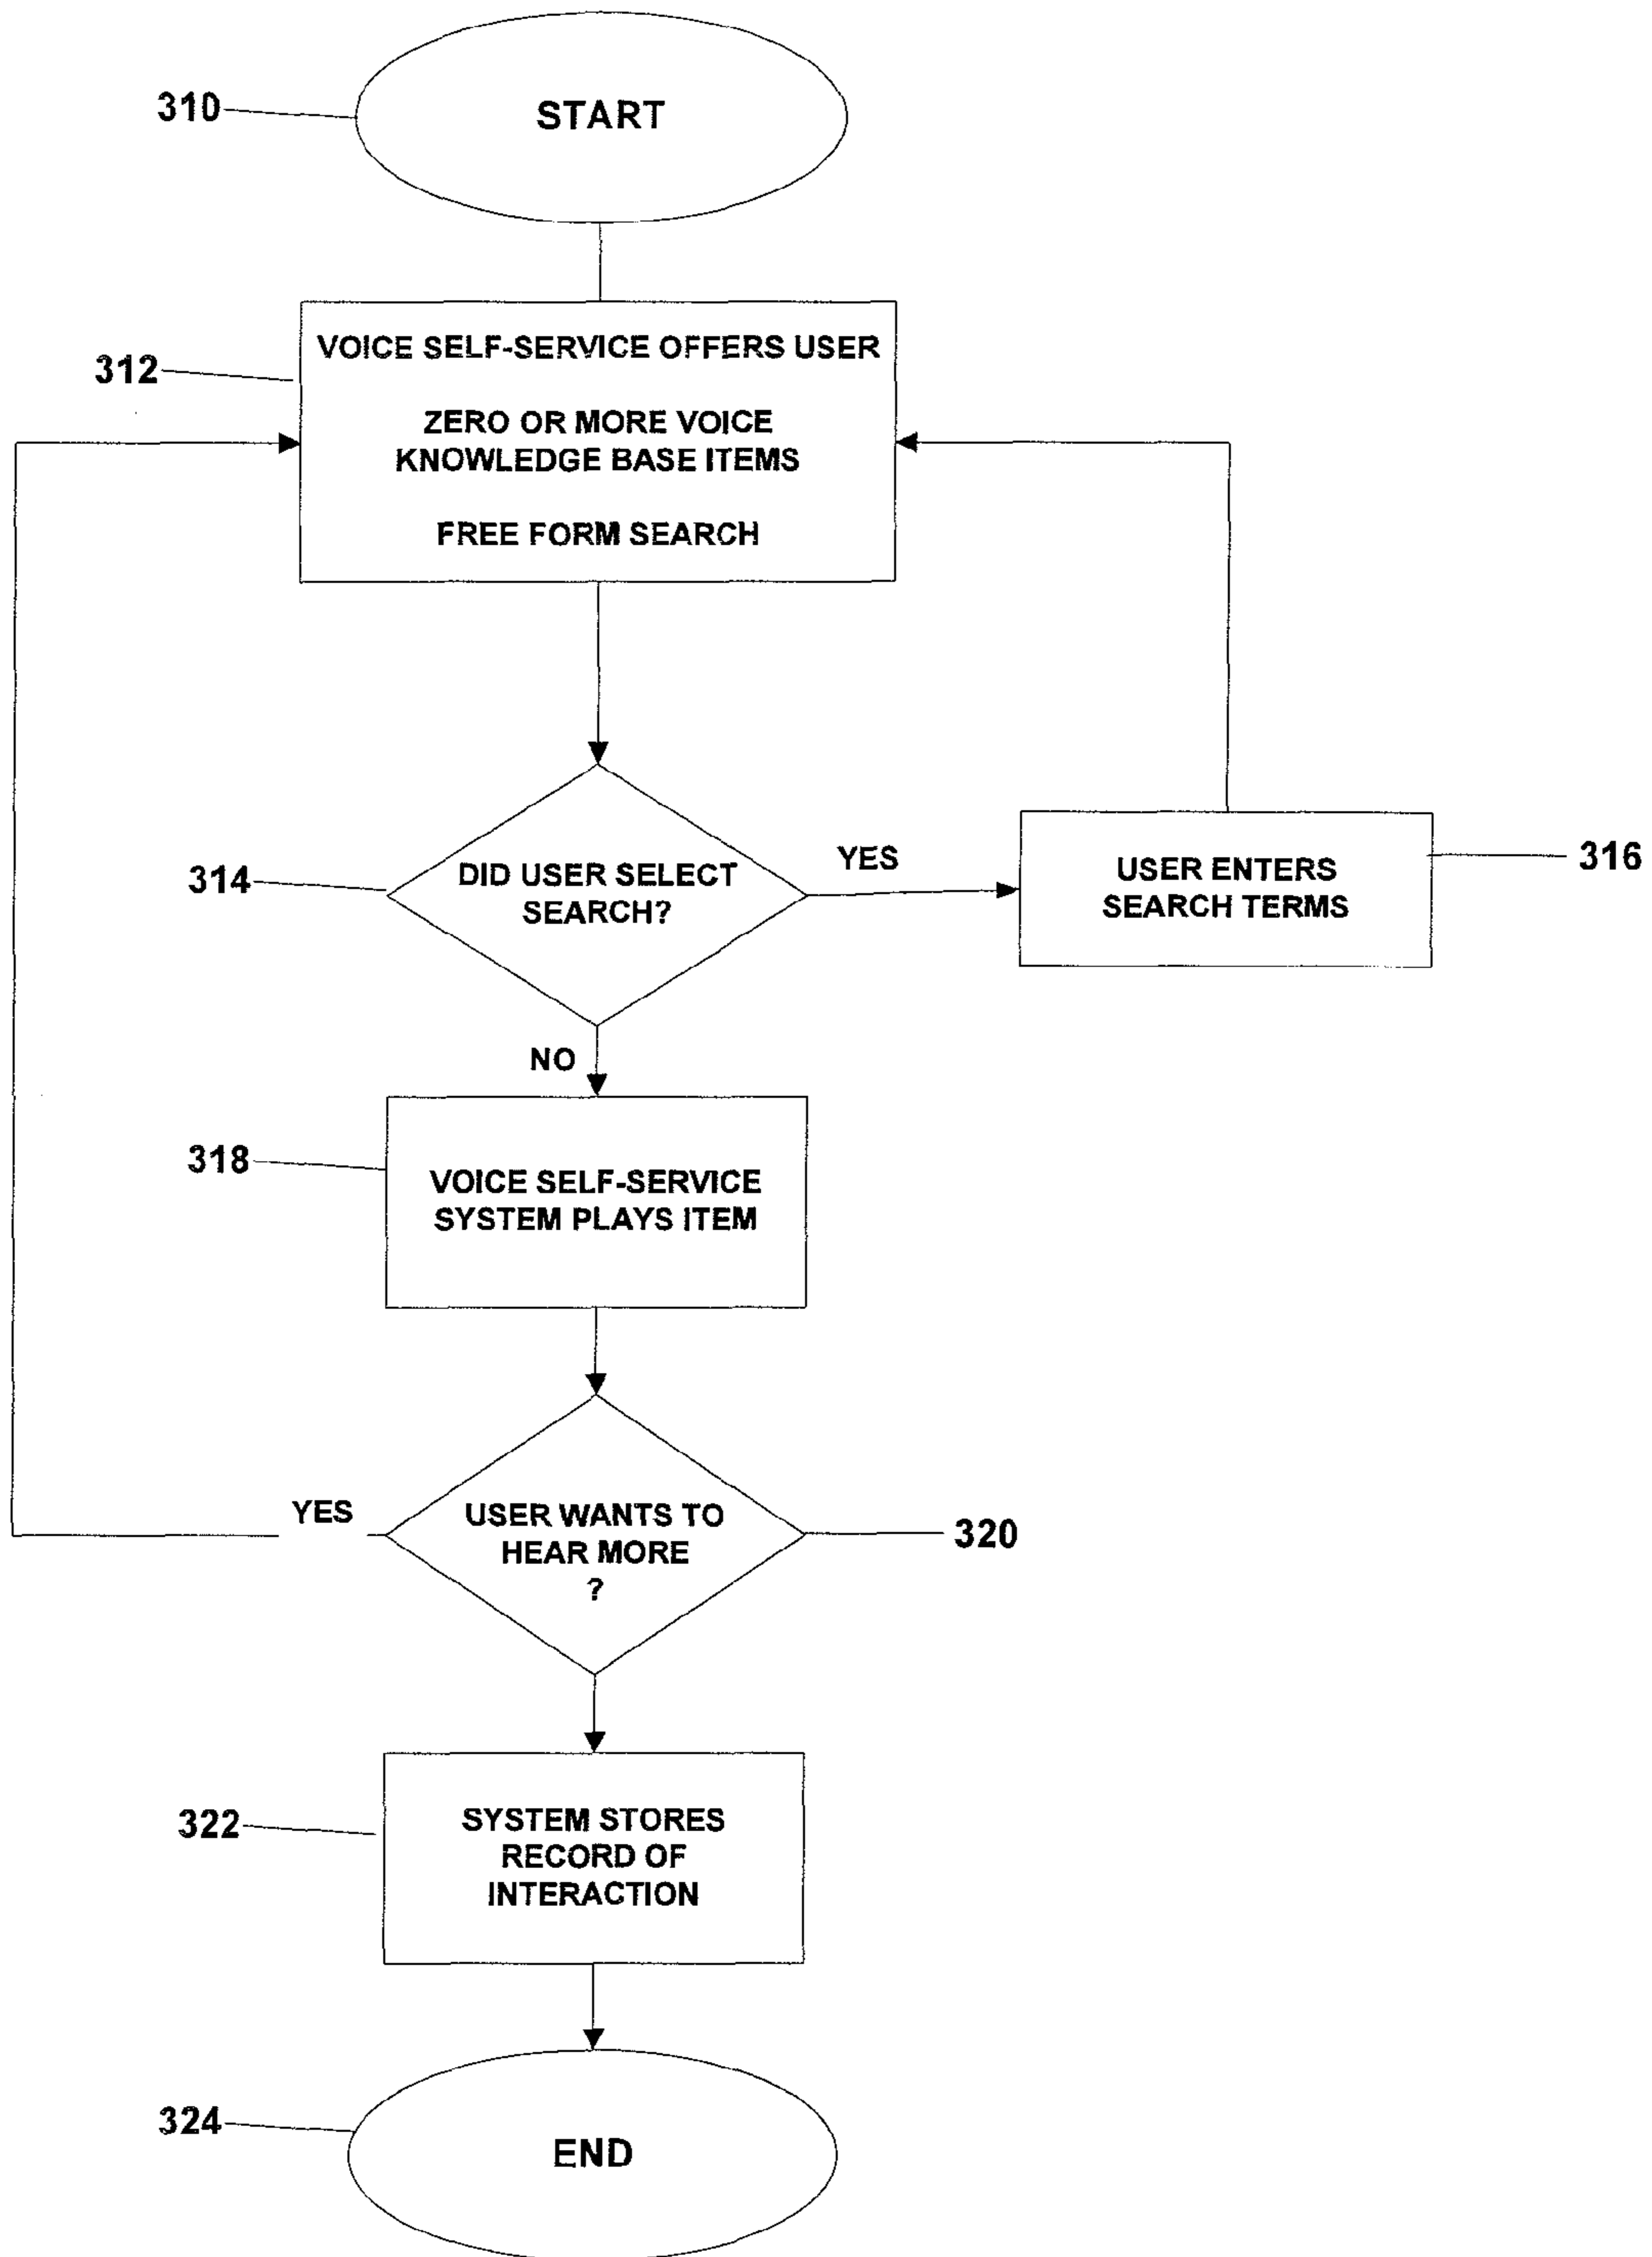 310
START
312
VOICE SELF-SERVICE OFFERS USER
ZERO OR MORE VOICE
KNOWLEDGE BASE ITEMS
FREE FORM SEARCH
314
DID USER SELECT
SEARCH?
YES
USER ENTERS
SEARCH TERMS
316
NO
318
VOICE SELF-SERVICE
SYSTEM PLAYS ITEM
YES
USER WANTS TO
HEAR MORE
?
320
322
SYSTEM STORES
RECORD OF
INTERACTION
324
END